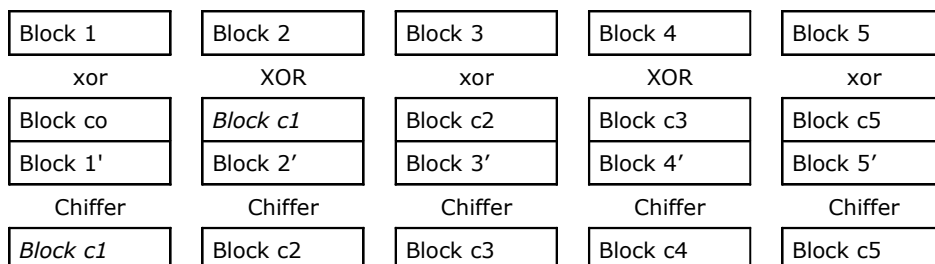 Block 1 Block 2 Block 3 Block 4 Block 5
xor XOR xor XOR xor
Block co Block c1 Block c2 Block c3 Block c5
Block 1' Block 2′ Block 3′ Block 4′ Block 5′
Chiffer Chiffer Chiffer Chiffer Chiffer
Block c1 Block c2 Block c3 Block c4 Block c5